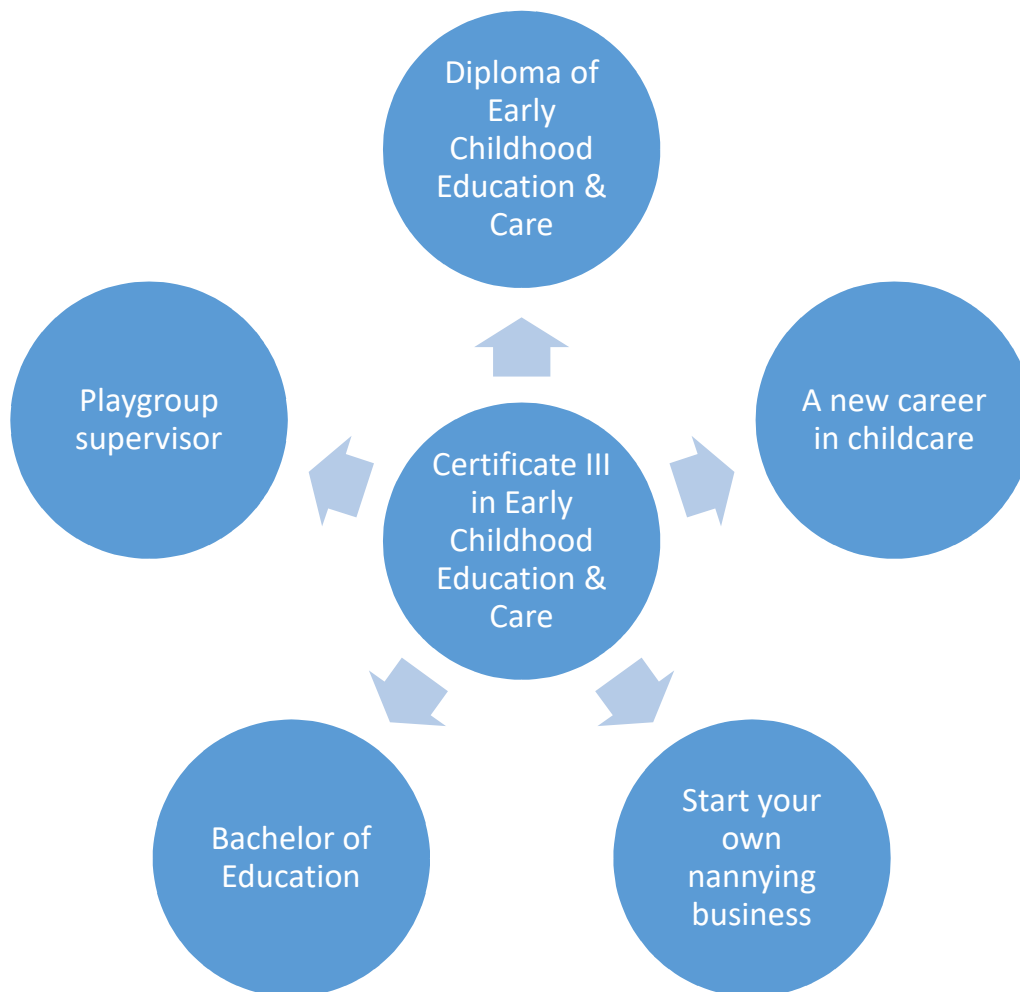 Diploma of
Early
Childhood
Education &
Care
Playgroup
supervisor
A new career
in childcare
Certificate III
in Early
Childhood
Education &
Care
Bachelor of
Education
Start your
own
nannying
business